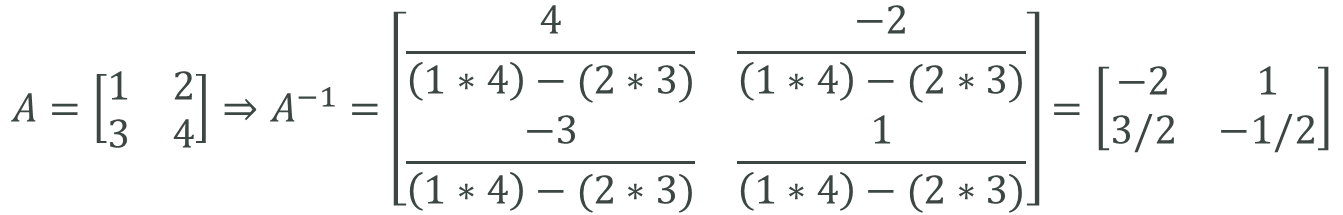 A = [1 2; 3 4] ⇒ A⁻¹ = [4/((1 * 4) − (2 * 3)) −2/((1 * 4) − (2 * 3)); −3/((1 * 4) − (2 * 3)) 1/((1 * 4) − (2 * 3))] = [−2 1; 3/2 −1/2]